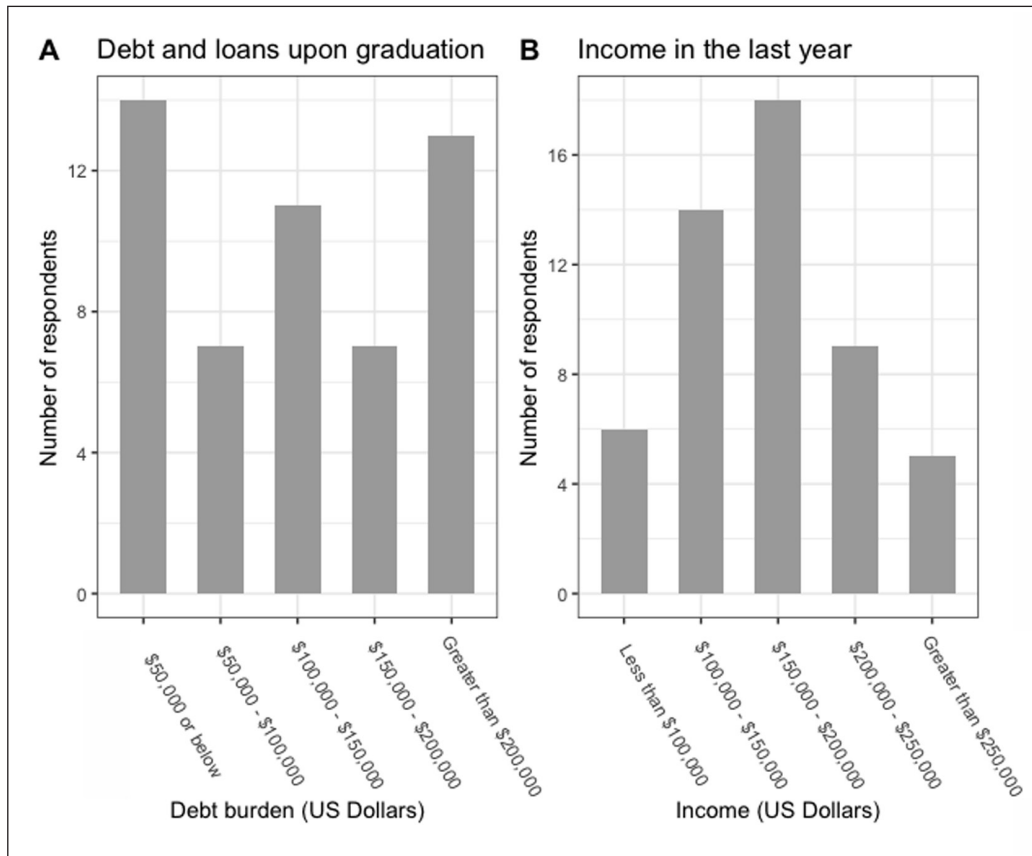 A Debt and loans upon graduation
Number of respondents
12
8
4
0
$50,000 or below
$50,000 - $100,000
$100,000 - $150,000
$150,000 - $200,000
Greater than $200,000
Debt burden (US Dollars)
B Income in the last year
Number of respondents
16
12
8
4
0
Less than $100,000
$100,000 - $150,000
$150,000 - $200,000
$200,000 - $250,000
Greater than $250,000
Income (US Dollars)